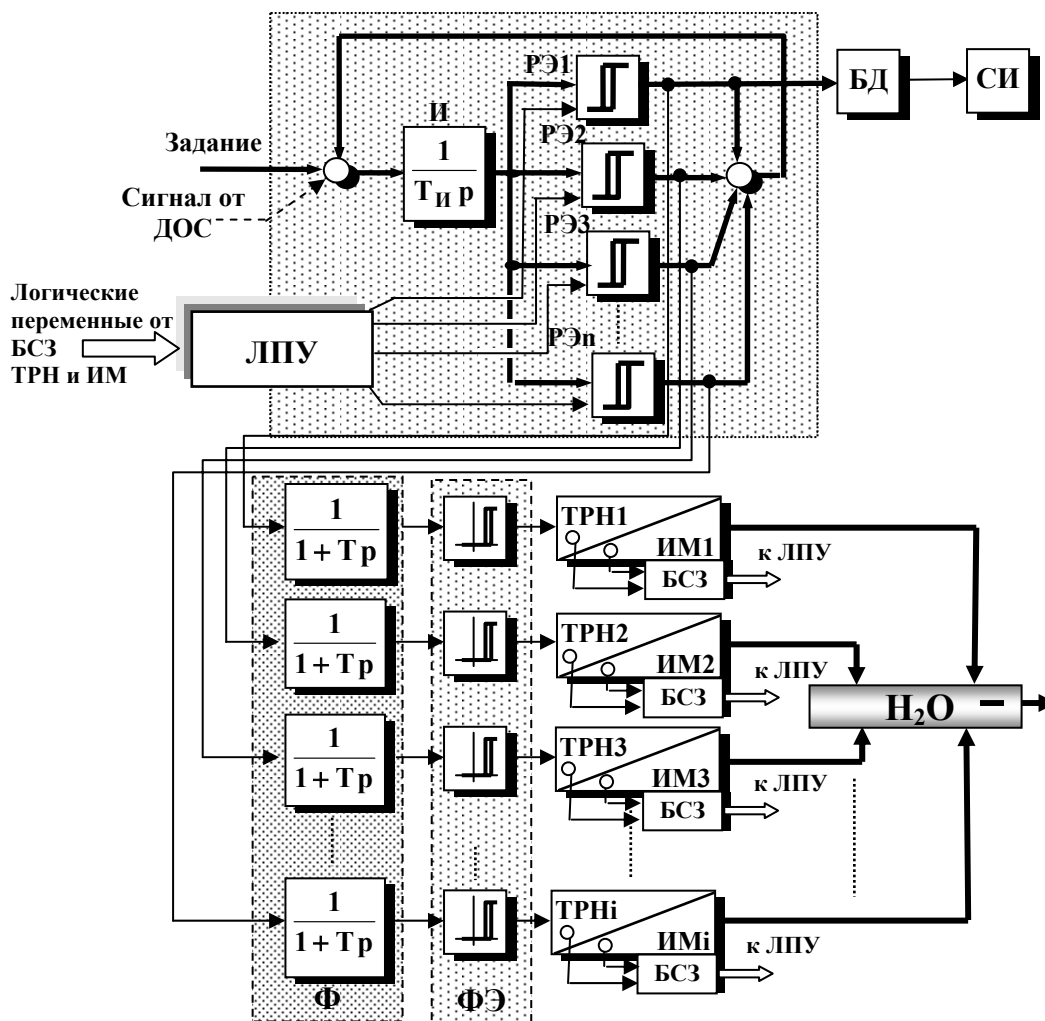 РЭ1
БД
СИ
И
Задание
1
Т И р
РЭ2
Сигнал от
ДОС
РЭ3
Логические
переменные от
БСЗ
ТРН и ИМ
ЛПУ
РЭn
1
1 + Т р
ТРН1
ИМ1
БСЗ
к ЛПУ
1
1 + Т р
ТРН2
ИМ2
БСЗ
к ЛПУ
H2O
1
1 + Т р
ТРН3
ИМ3
БСЗ
к ЛПУ
1
1 + Т р
ТРНi
ИМi
БСЗ
к ЛПУ
Ф
ФЭ